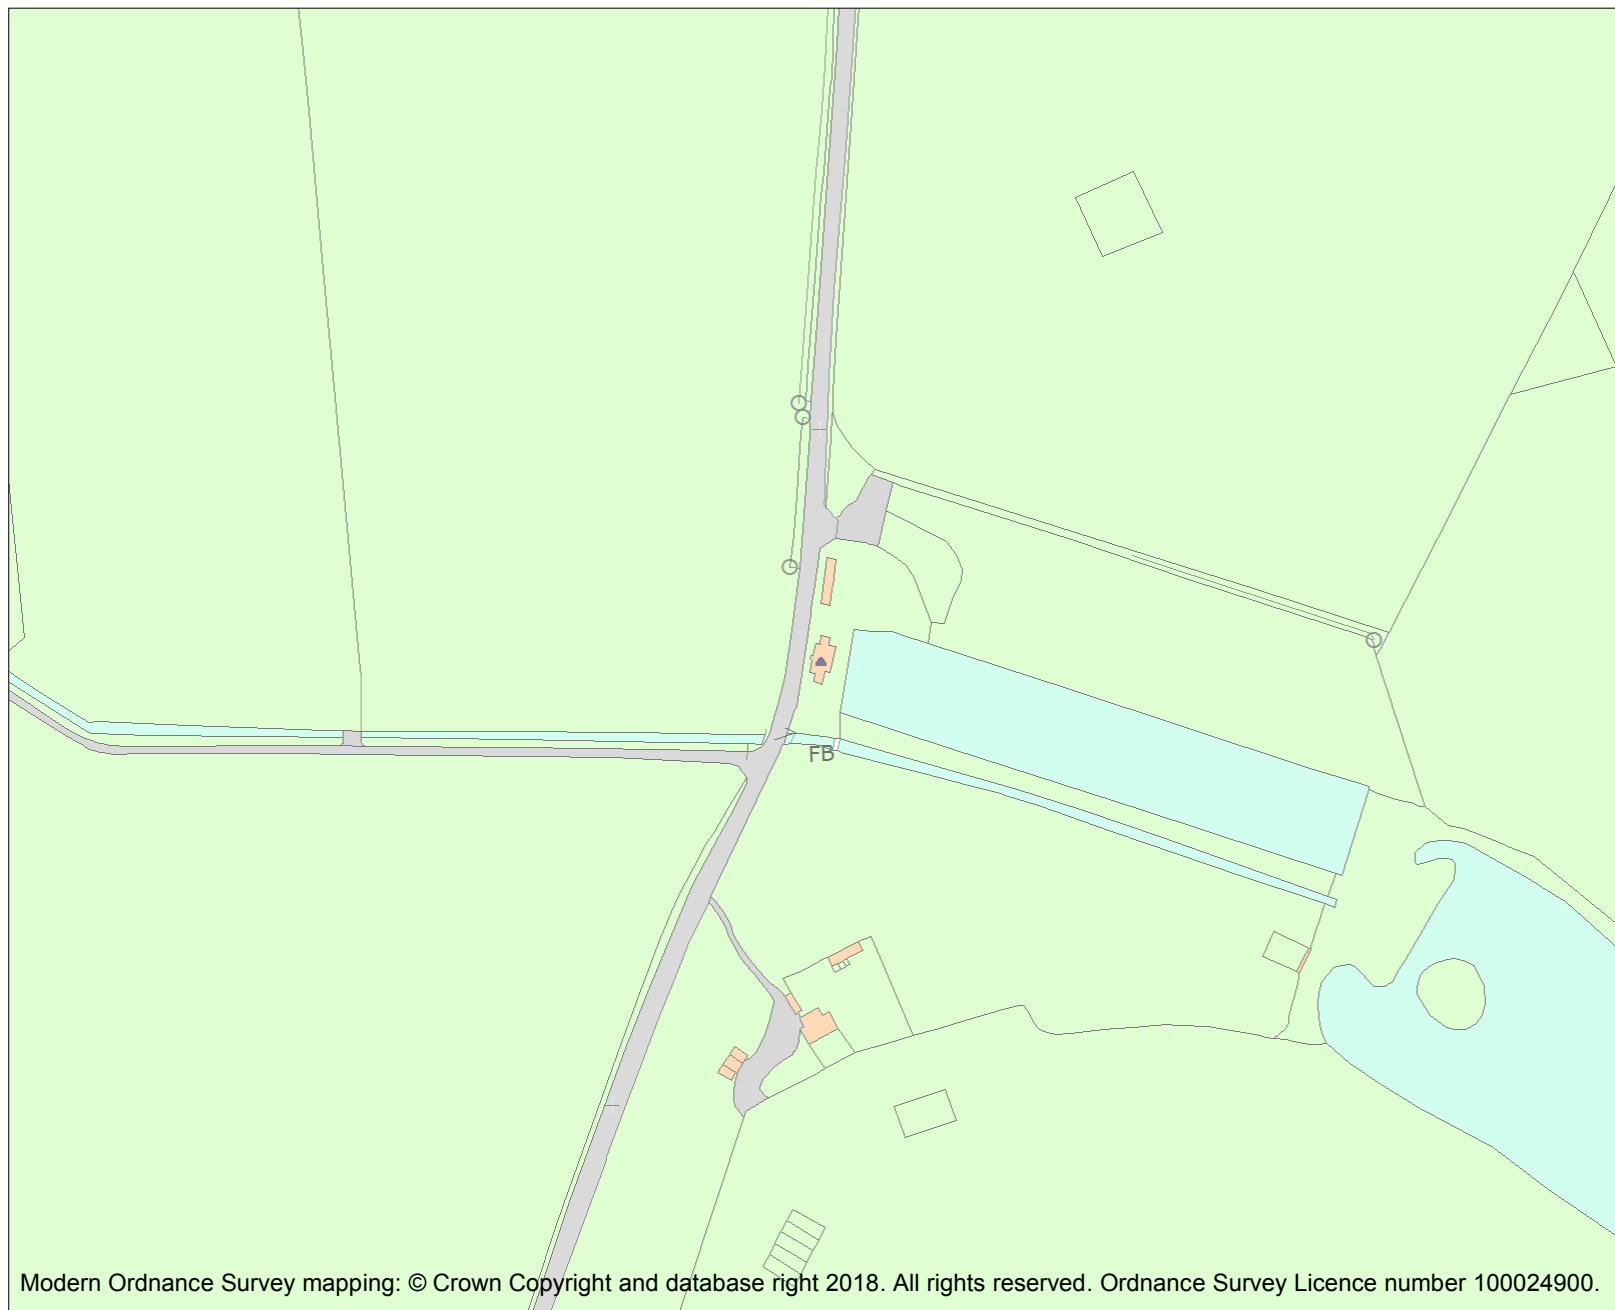 FB
Modern Ordnance Survey mapping: © Crown Copyright and database right 2018. All rights reserved. Ordnance Survey Licence number 100024900.